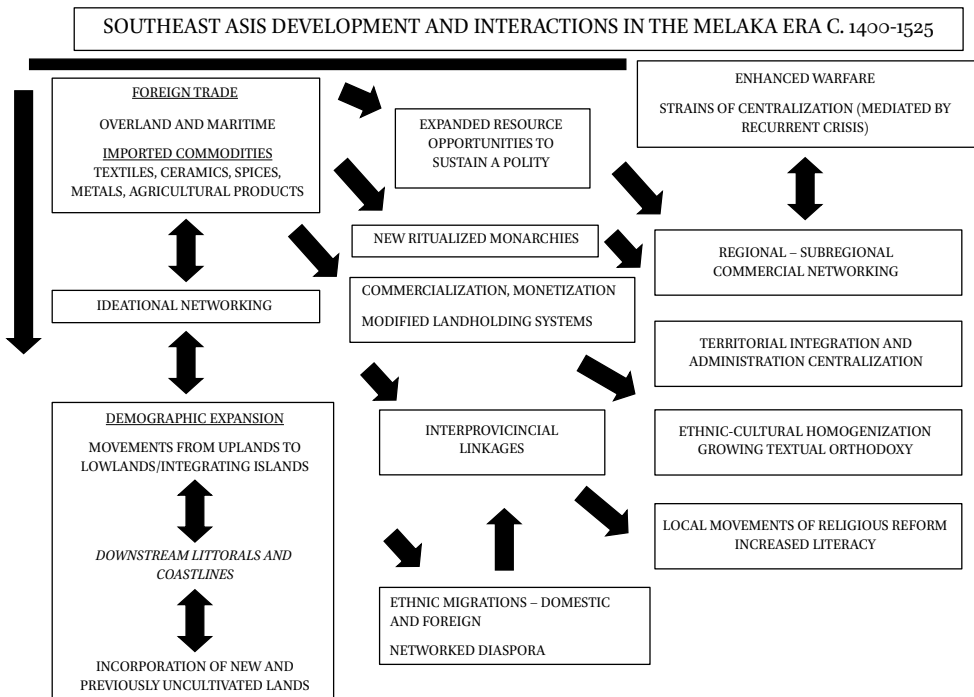 SOUTHEAST ASIS DEVELOPMENT AND INTERACTIONS IN THE MELAKA ERA C. 1400-1525
FOREIGN TRADE
OVERLAND AND MARITIME
IMPORTED COMMODITIES
TEXTILES, CERAMICS, SPICES,
METALS, AGRICULTURAL PRODUCTS
IDEATIONAL NETWORKING
DEMOGRAPHIC EXPANSION
MOVEMENTS FROM UPLANDS TO
LOWLANDS/INTEGRATING ISLANDS
DOWNSTREAM LITTORALS AND
COASTLINES
INCORPORATION OF NEW AND
PREVIOUSLY UNCULTIVATED LANDS
EXPANDED RESOURCE
OPPORTUNITIES TO
SUSTAIN A POLITY
NEW RITUALIZED MONARCHIES
COMMERCIALIZATION, MONETIZATION
MODIFIED LANDHOLDING SYSTEMS
INTERPROVICINCIAL
LINKAGES
ETHNIC MIGRATIONS – DOMESTIC
AND FOREIGN
NETWORKED DIASPORA
ENHANCED WARFARE
STRAINS OF CENTRALIZATION (MEDIATED BY
RECURRENT CRISIS)
REGIONAL – SUBREGIONAL
COMMERCIAL NETWORKING
TERRITORIAL INTEGRATION AND
ADMINISTRATION CENTRALIZATION
ETHNIC-CULTURAL HOMOGENIZATION
GROWING TEXTUAL ORTHODOXY
LOCAL MOVEMENTS OF RELIGIOUS REFORM
INCREASED LITERACY